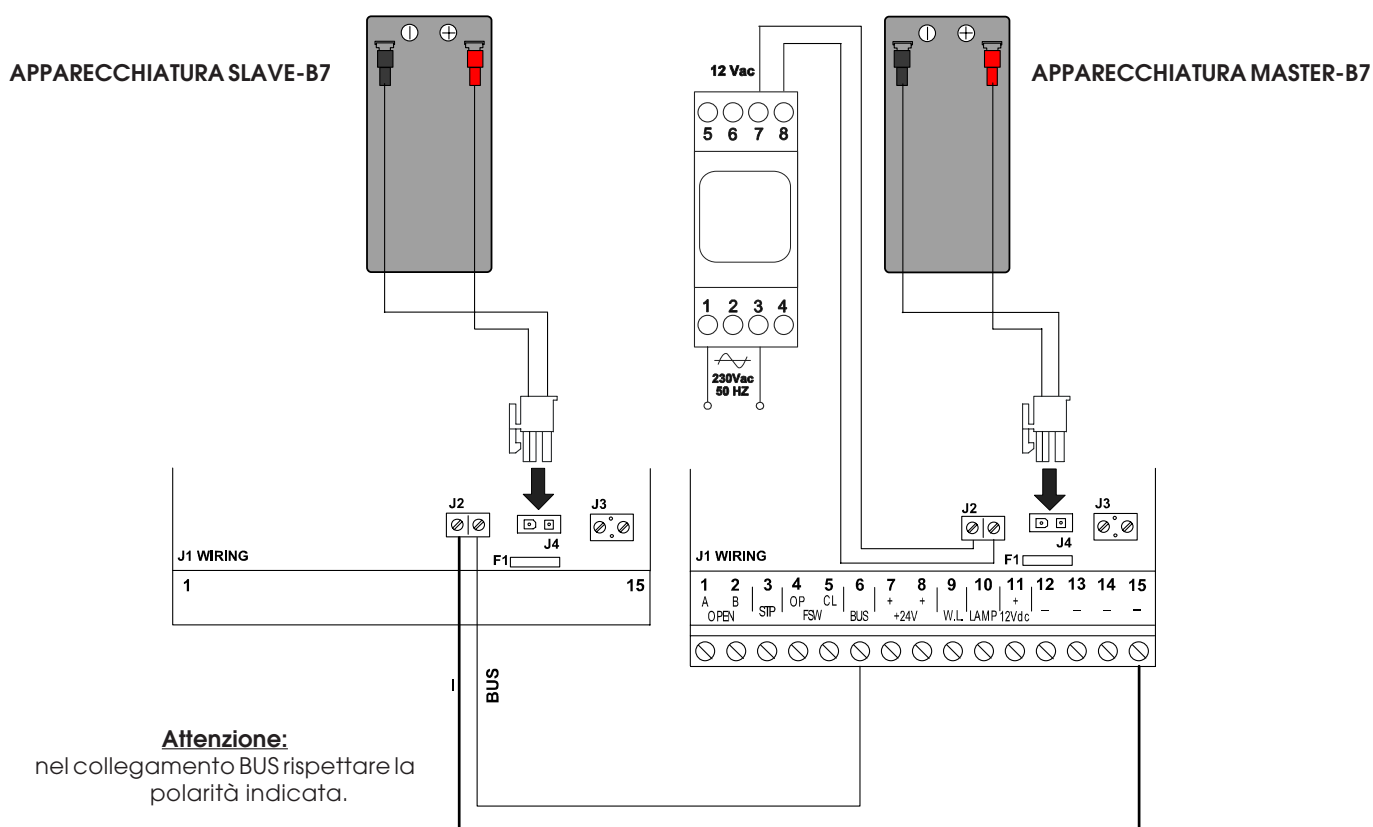 APPARECCHIATURA SLAVE-B7
12 Vac
APPARECCHIATURA MASTER-B7
5 6 7 8
1 2 3 4
230Vac
50 HZ
J2
J3
J4
F1
J1 WIRING
1 15
J2
J3
J4
F1
J1 WIRING
1 2 3 4 5 6 7 8 9 10 11 12 13 14 15
A B OP CL + + + – – – –
OPEN STP FSW BUS +24V W.L. LAMP 12Vdc
– BUS
Attenzione:
nel collegamento BUS rispettare la
polarità indicata.